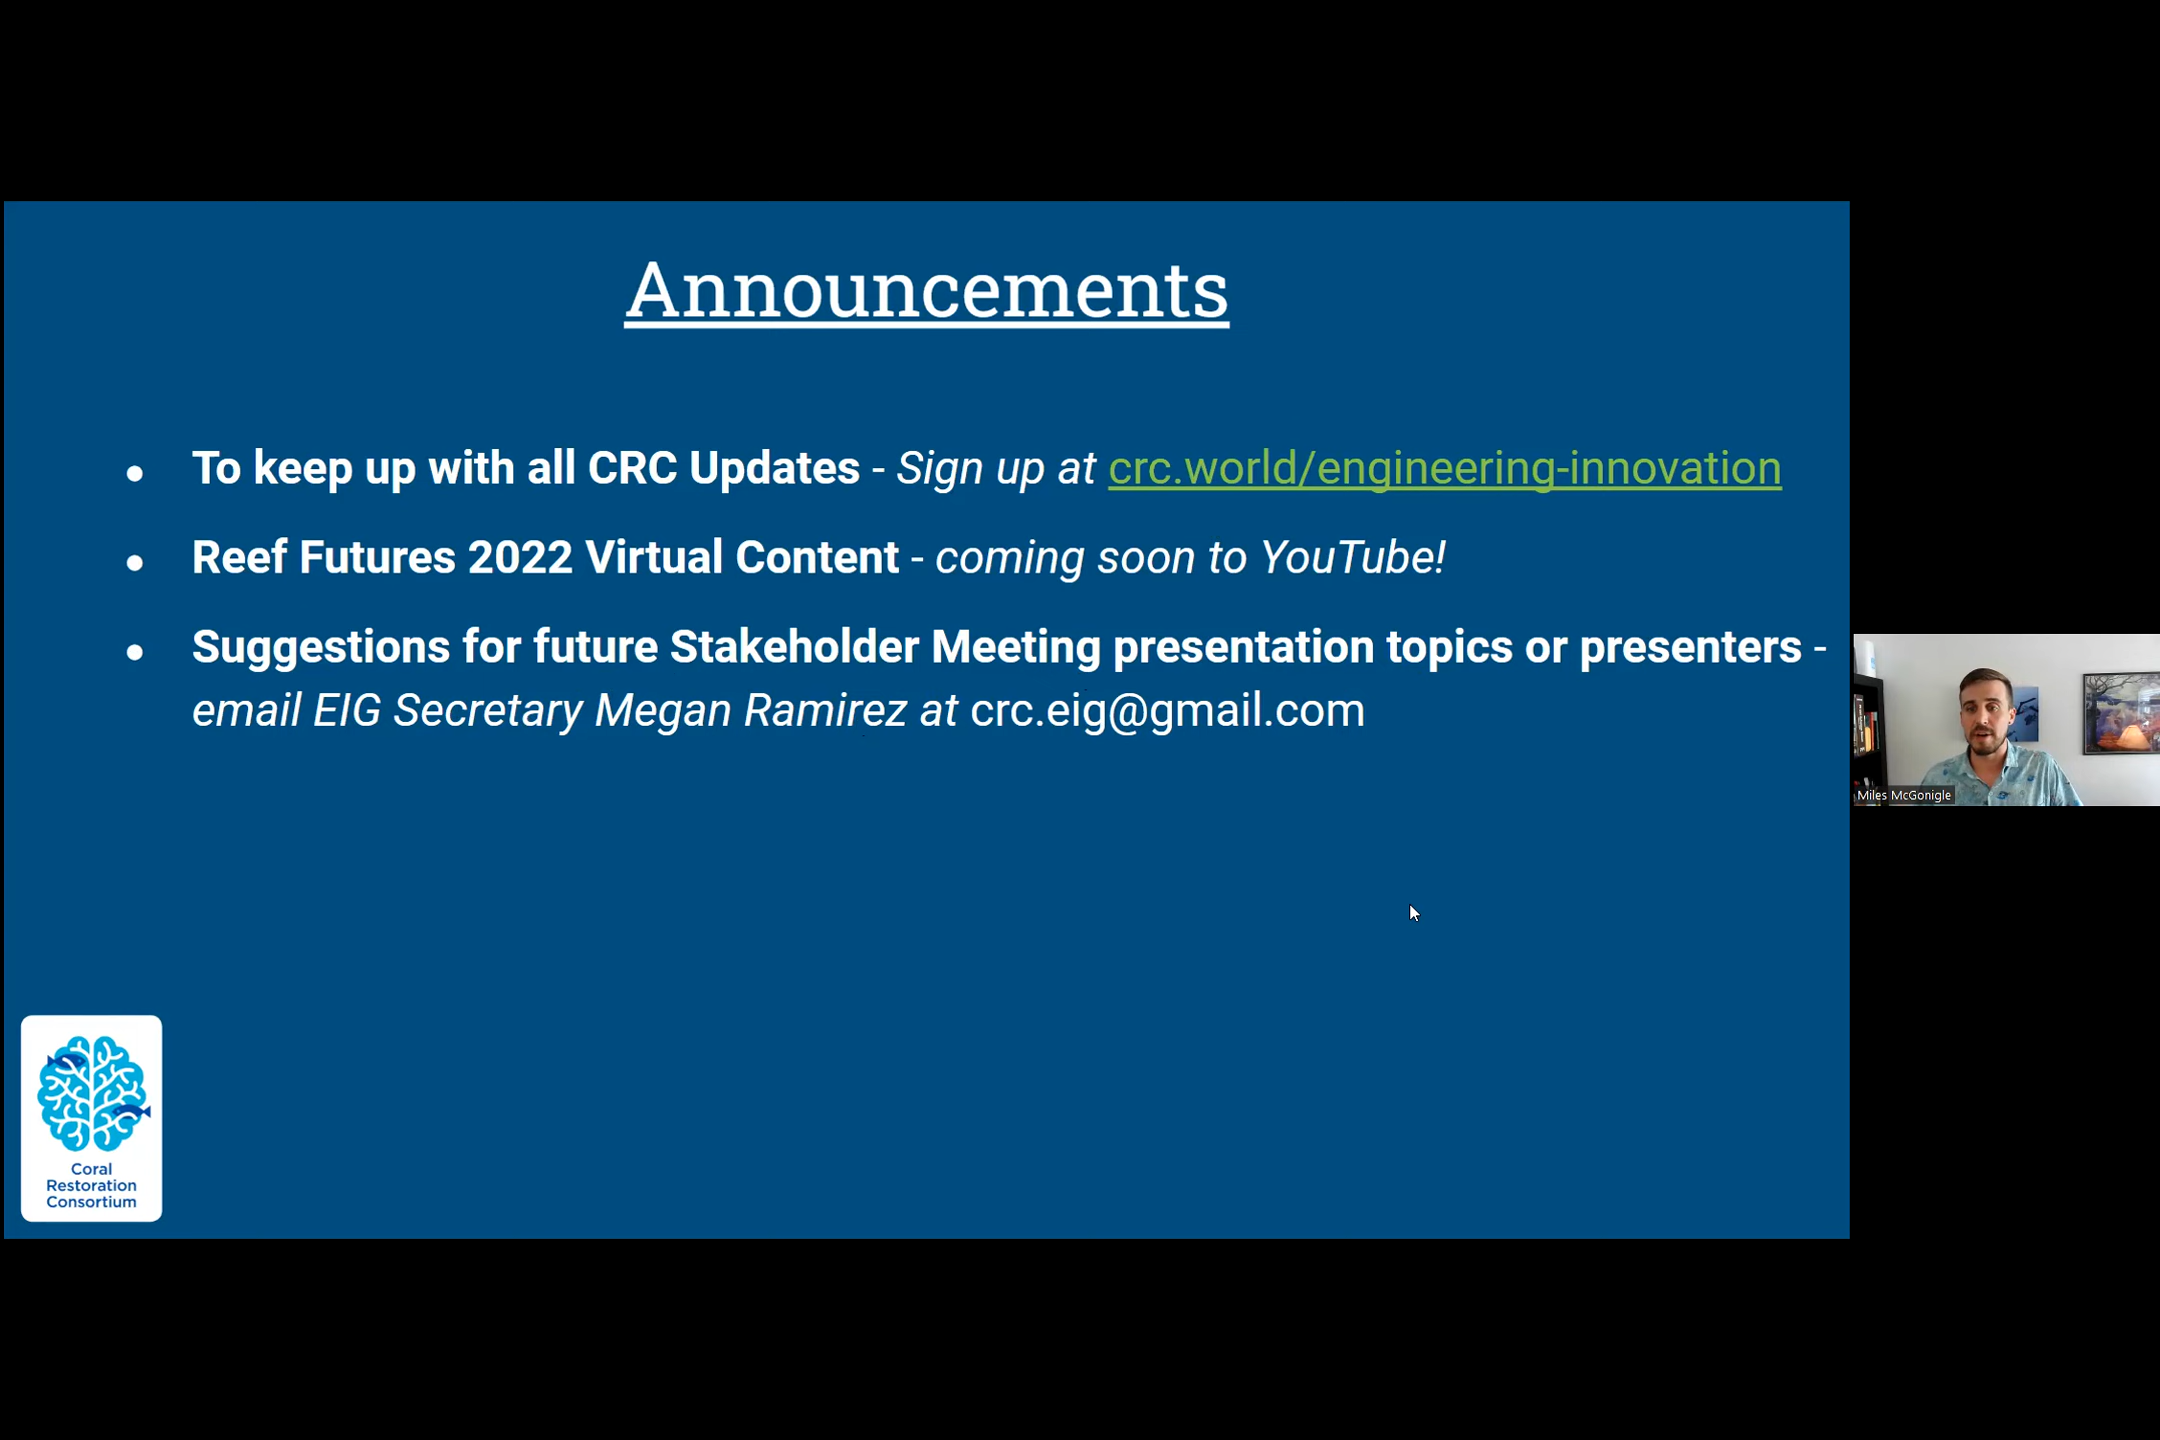 Announcements
● To keep up with all CRC Updates - Sign up at crc.world/engineering-innovation
● Reef Futures 2022 Virtual Content - coming soon to YouTube!
● Suggestions for future Stakeholder Meeting presentation topics or presenters -
email EIG Secretary Megan Ramirez at crc.eig@gmail.com
Miles McGonigle
Coral
Restoration
Consortium